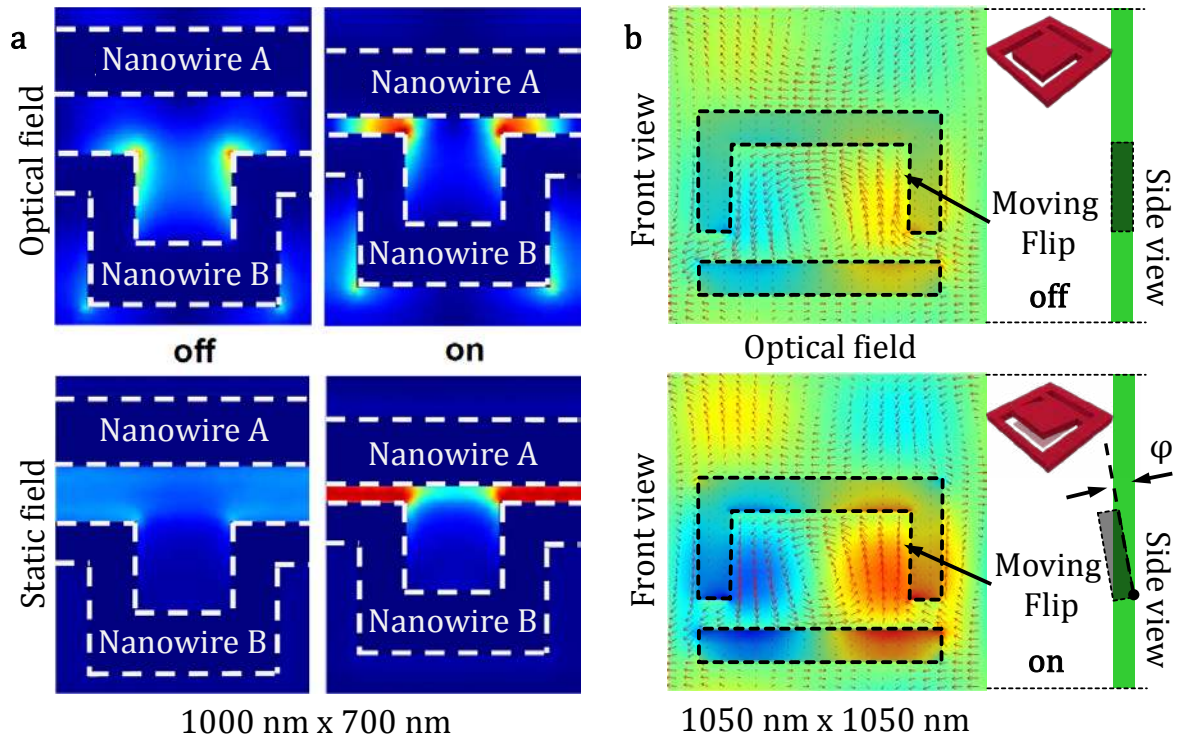 a
Optical field
Nanowire A
Nanowire B
Nanowire A
Nanowire B
off
on
Static field
Nanowire A
Nanowire B
Nanowire A
Nanowire B
1000 nm x 700 nm
b
Front view
Moving
Flip
off
Side view
Optical field
Front view
Moving
Flip
on
φ
Side view
1050 nm x 1050 nm